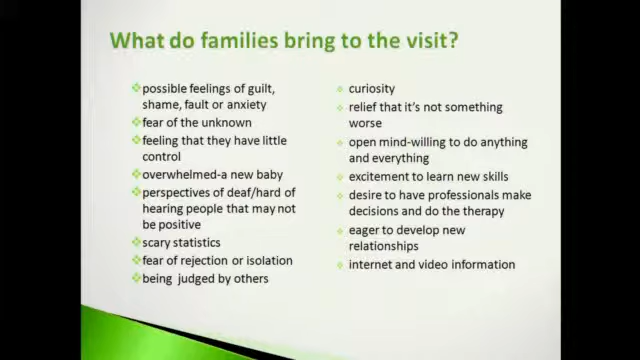 What do families bring to the visit?
possible feelings of guilt,
shame, fault or anxiety
fear of the unknown
feeling that they have little
control
overwhelmed-a new baby
perspectives of deaf/hard of
hearing people that may not
be positive
scary statistics
fear of rejection or isolation
being judged by others
curiosity
relief that it's not something
worse
open mind-willing to do anything
and everything
excitement to learn new skills
desire to have professionals make
decisions and do the therapy
eager to develop new
relationships
internet and video information